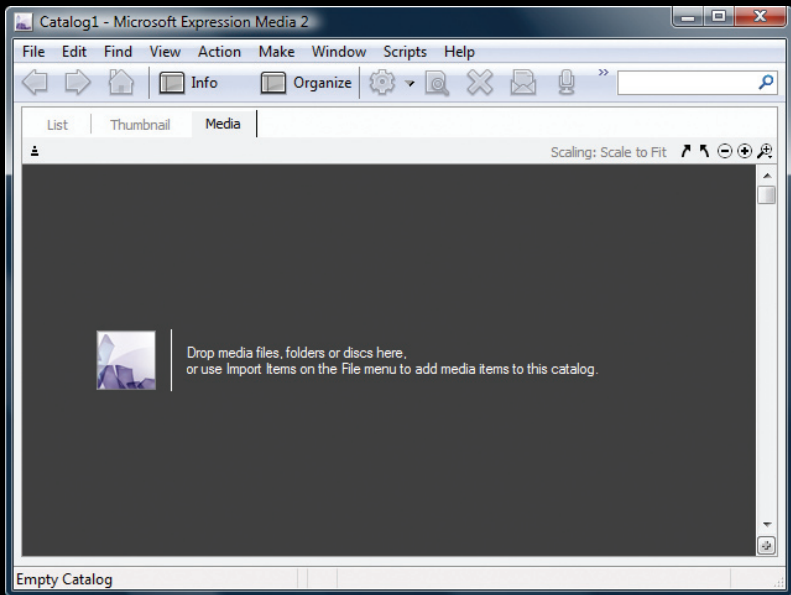 Catalog1 - Microsoft Expression Media 2
File Edit Find View Action Make Window Scripts Help
Info Organize
List Thumbnail Media
Scaling: Scale to Fit
Drop media files, folders or discs here,
or use Import Items on the File menu to add media items to this catalog.
Empty Catalog